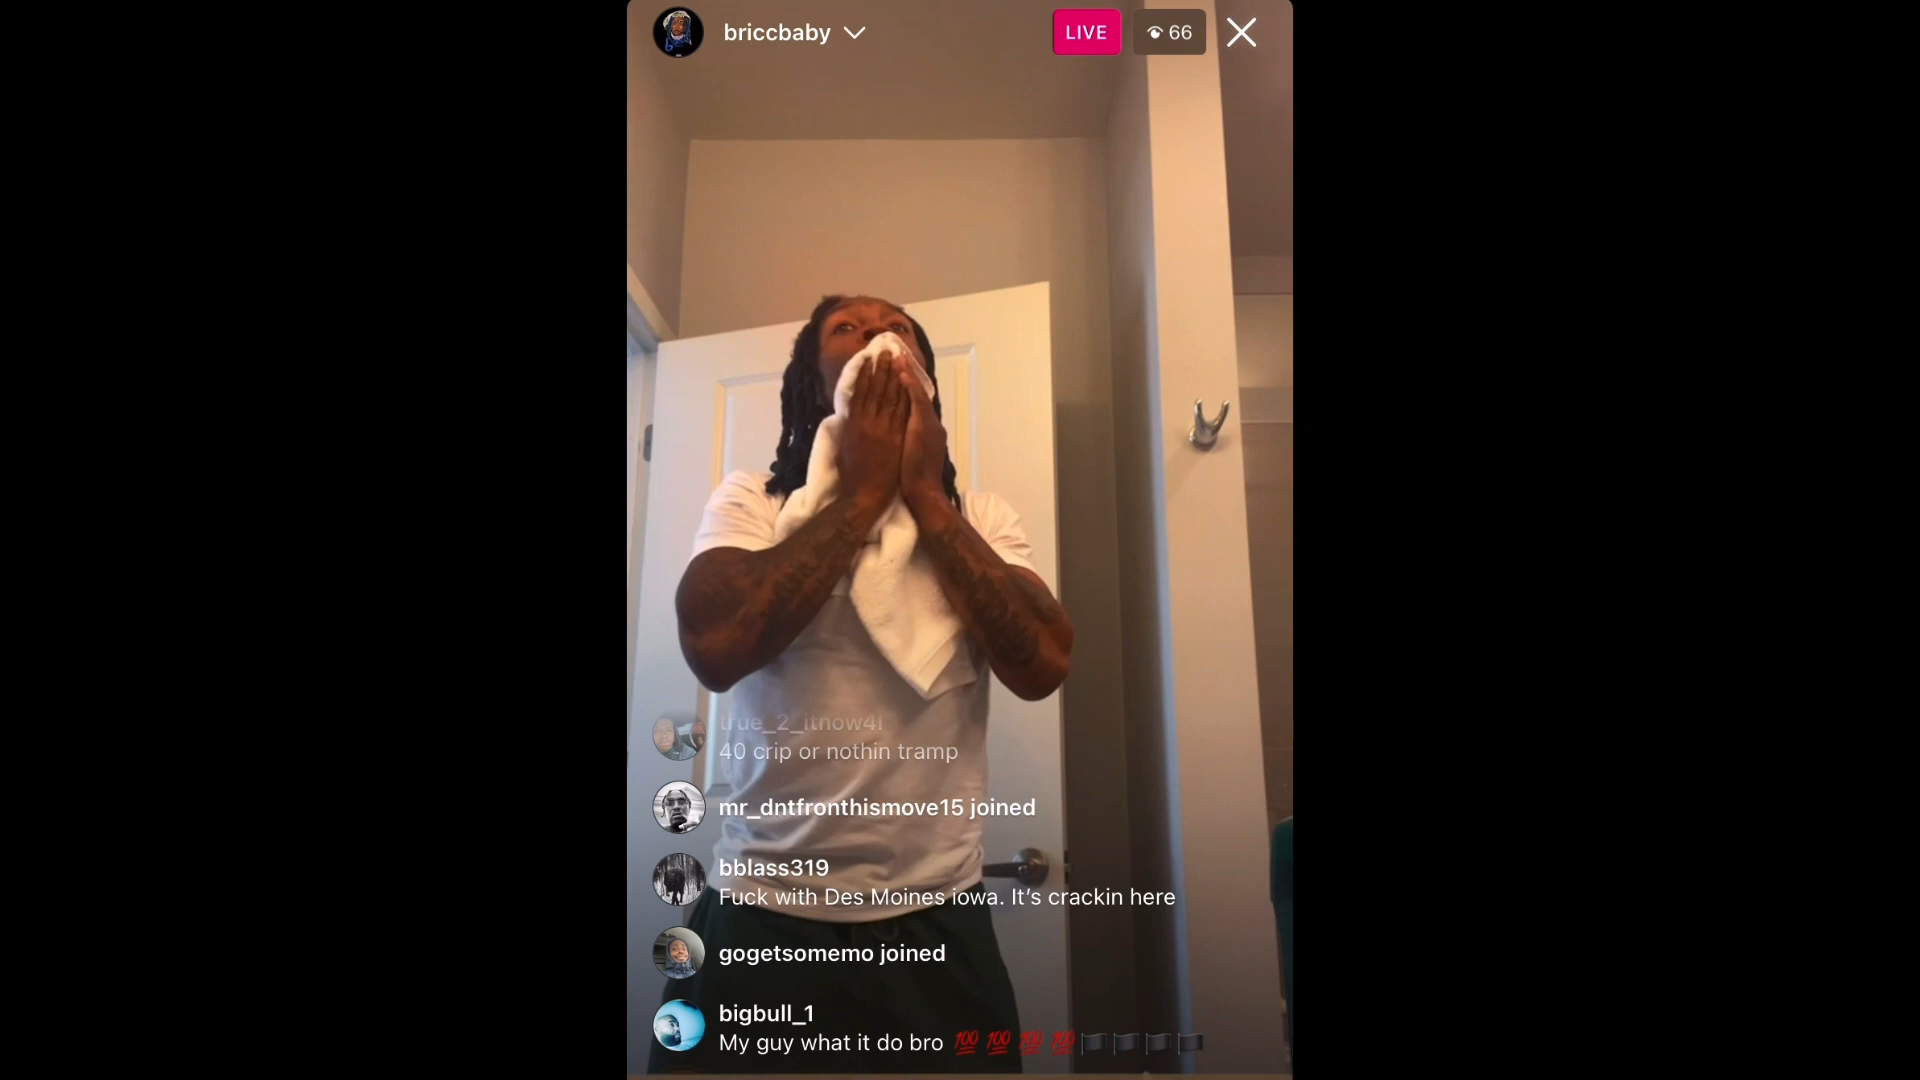 briccbaby
LIVE
66
true_2_itnow4l
40 crip or nothin tramp
mr_dntfronthismove15 joined
bblass319
Fuck with Des Moines iowa. It’s crackin here
gogetsomemo joined
bigbull_1
My guy what it do bro 💯 💯 💯 💯🏴🏴🏴🏴